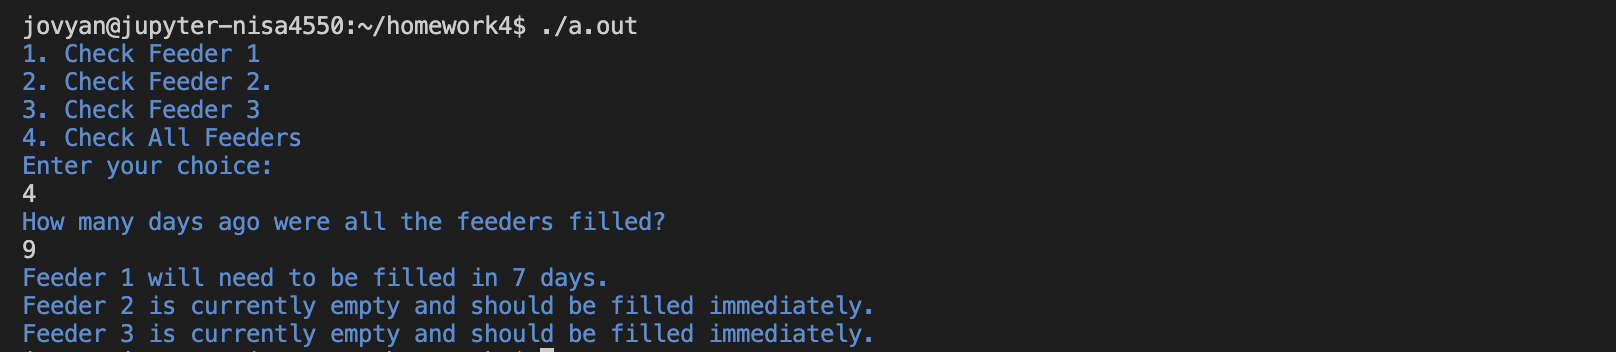 jovyan@jupyter-nisa4550:~/homework4$ ./a.out
1. Check Feeder 1
2. Check Feeder 2.
3. Check Feeder 3
4. Check All Feeders
Enter your choice:
4
How many days ago were all the feeders filled?
9
Feeder 1 will need to be filled in 7 days.
Feeder 2 is currently empty and should be filled immediately.
Feeder 3 is currently empty and should be filled immediately.